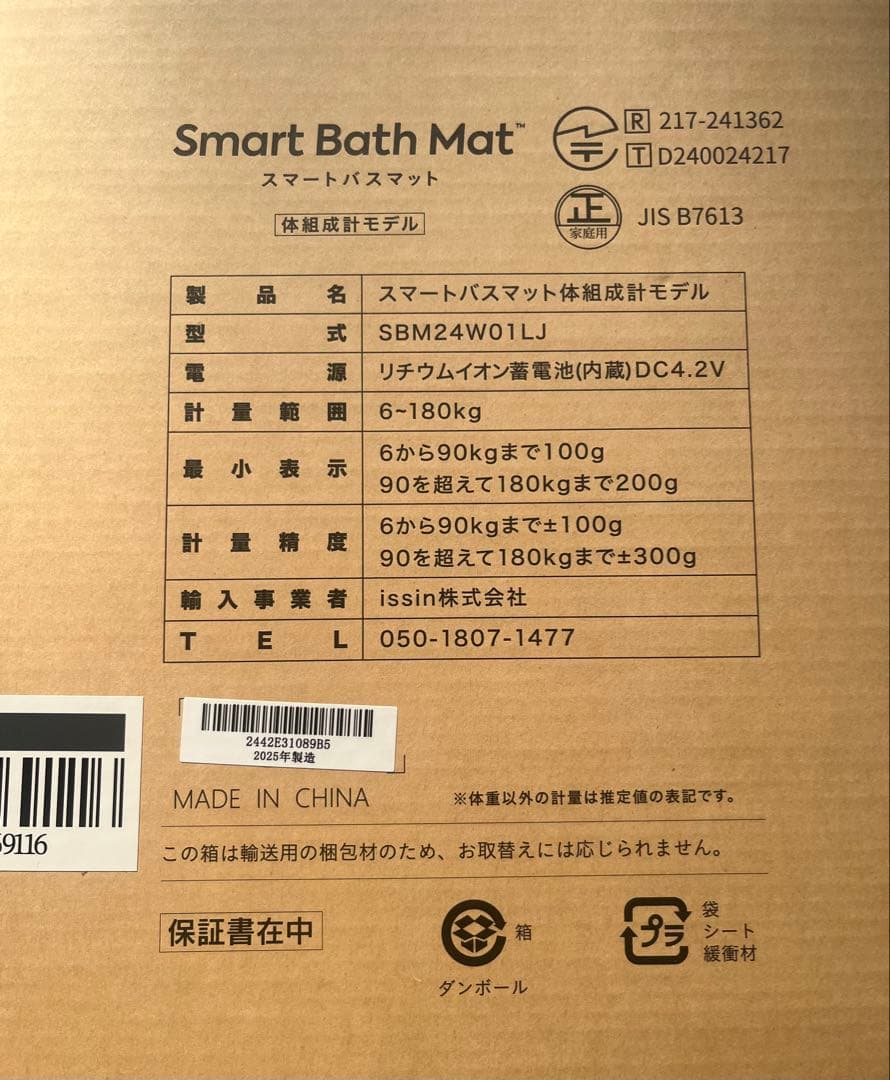 Smart Bath Mat™
スマートバスマット
体組成計モデル
R 217-241362
T D240024217
正
家庭用
JIS B7613
製品名 スマートバスマット体組成計モデル
型式 SBM24W01LJ
電源 リチウムイオン蓄電池(内蔵)DC4.2V
計量範囲 6~180kg
最小表示 6から90kgまで100g
90を超えて180kgまで200g
計量精度 6から90kgまで±100g
90を超えて180kgまで±300g
輸入事業者 issin株式会社
TEL 050-1807-1477
2442E31089B5
2025年製造
9116
MADE IN CHINA
※体重以外の計量は推定値の表記です。
この箱は輸送用の梱包材のため、お取替えには応じられません。
保証書在中
箱
ダンボール
プラ
袋
シート
緩衝材